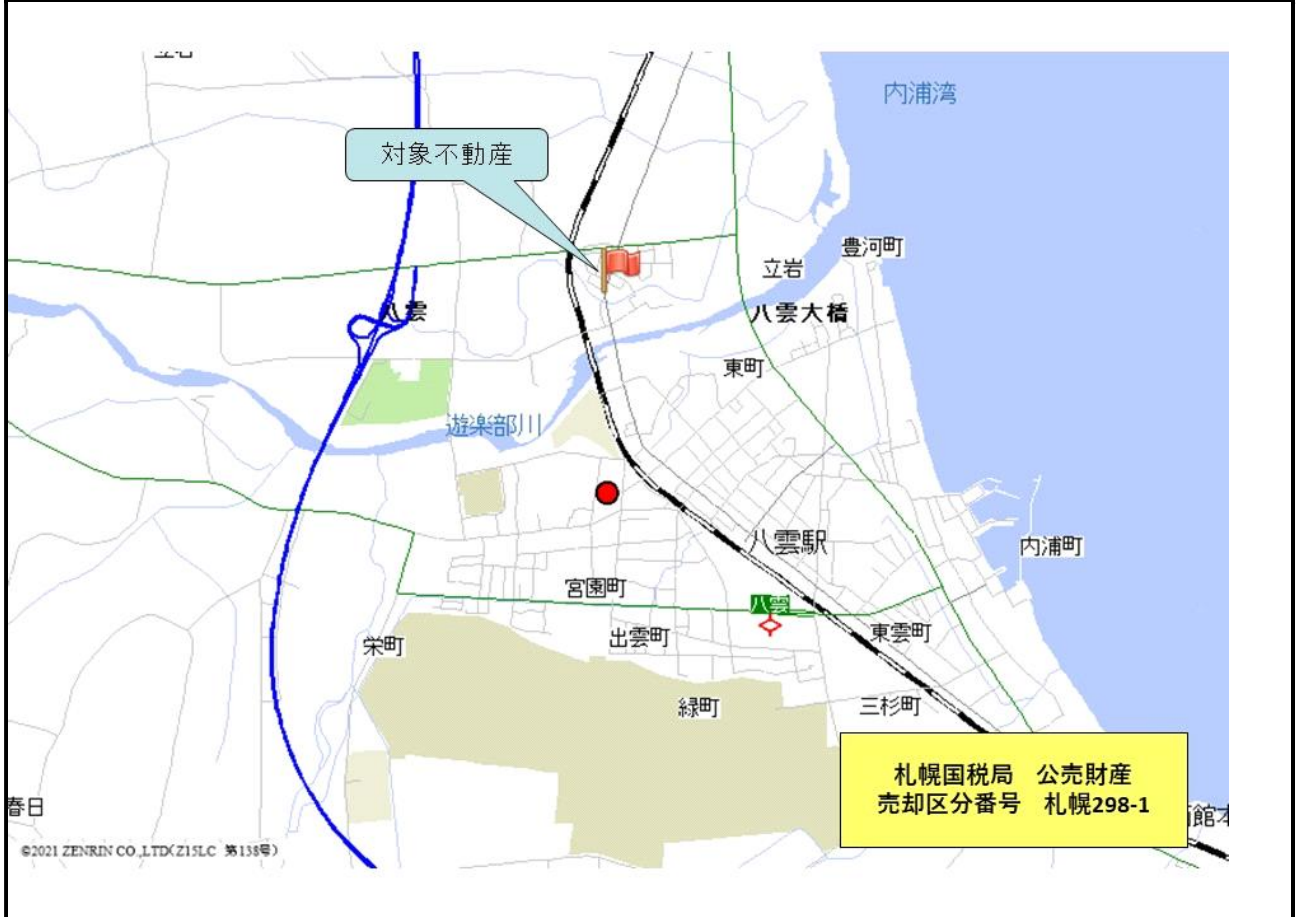 立岩
内浦湾
対象不動産
豊河町
立岩
八雲
八雲大橋
東町
遊楽部川
八雲駅
内浦町
宮園町
八雲
出雲町
東雲町
栄町
緑町
三杉町
札幌国税局 公売財産
売却区分番号 札幌298-1
春日
©2021 ZENRIN CO.,LTD(Z15LC 第138号)